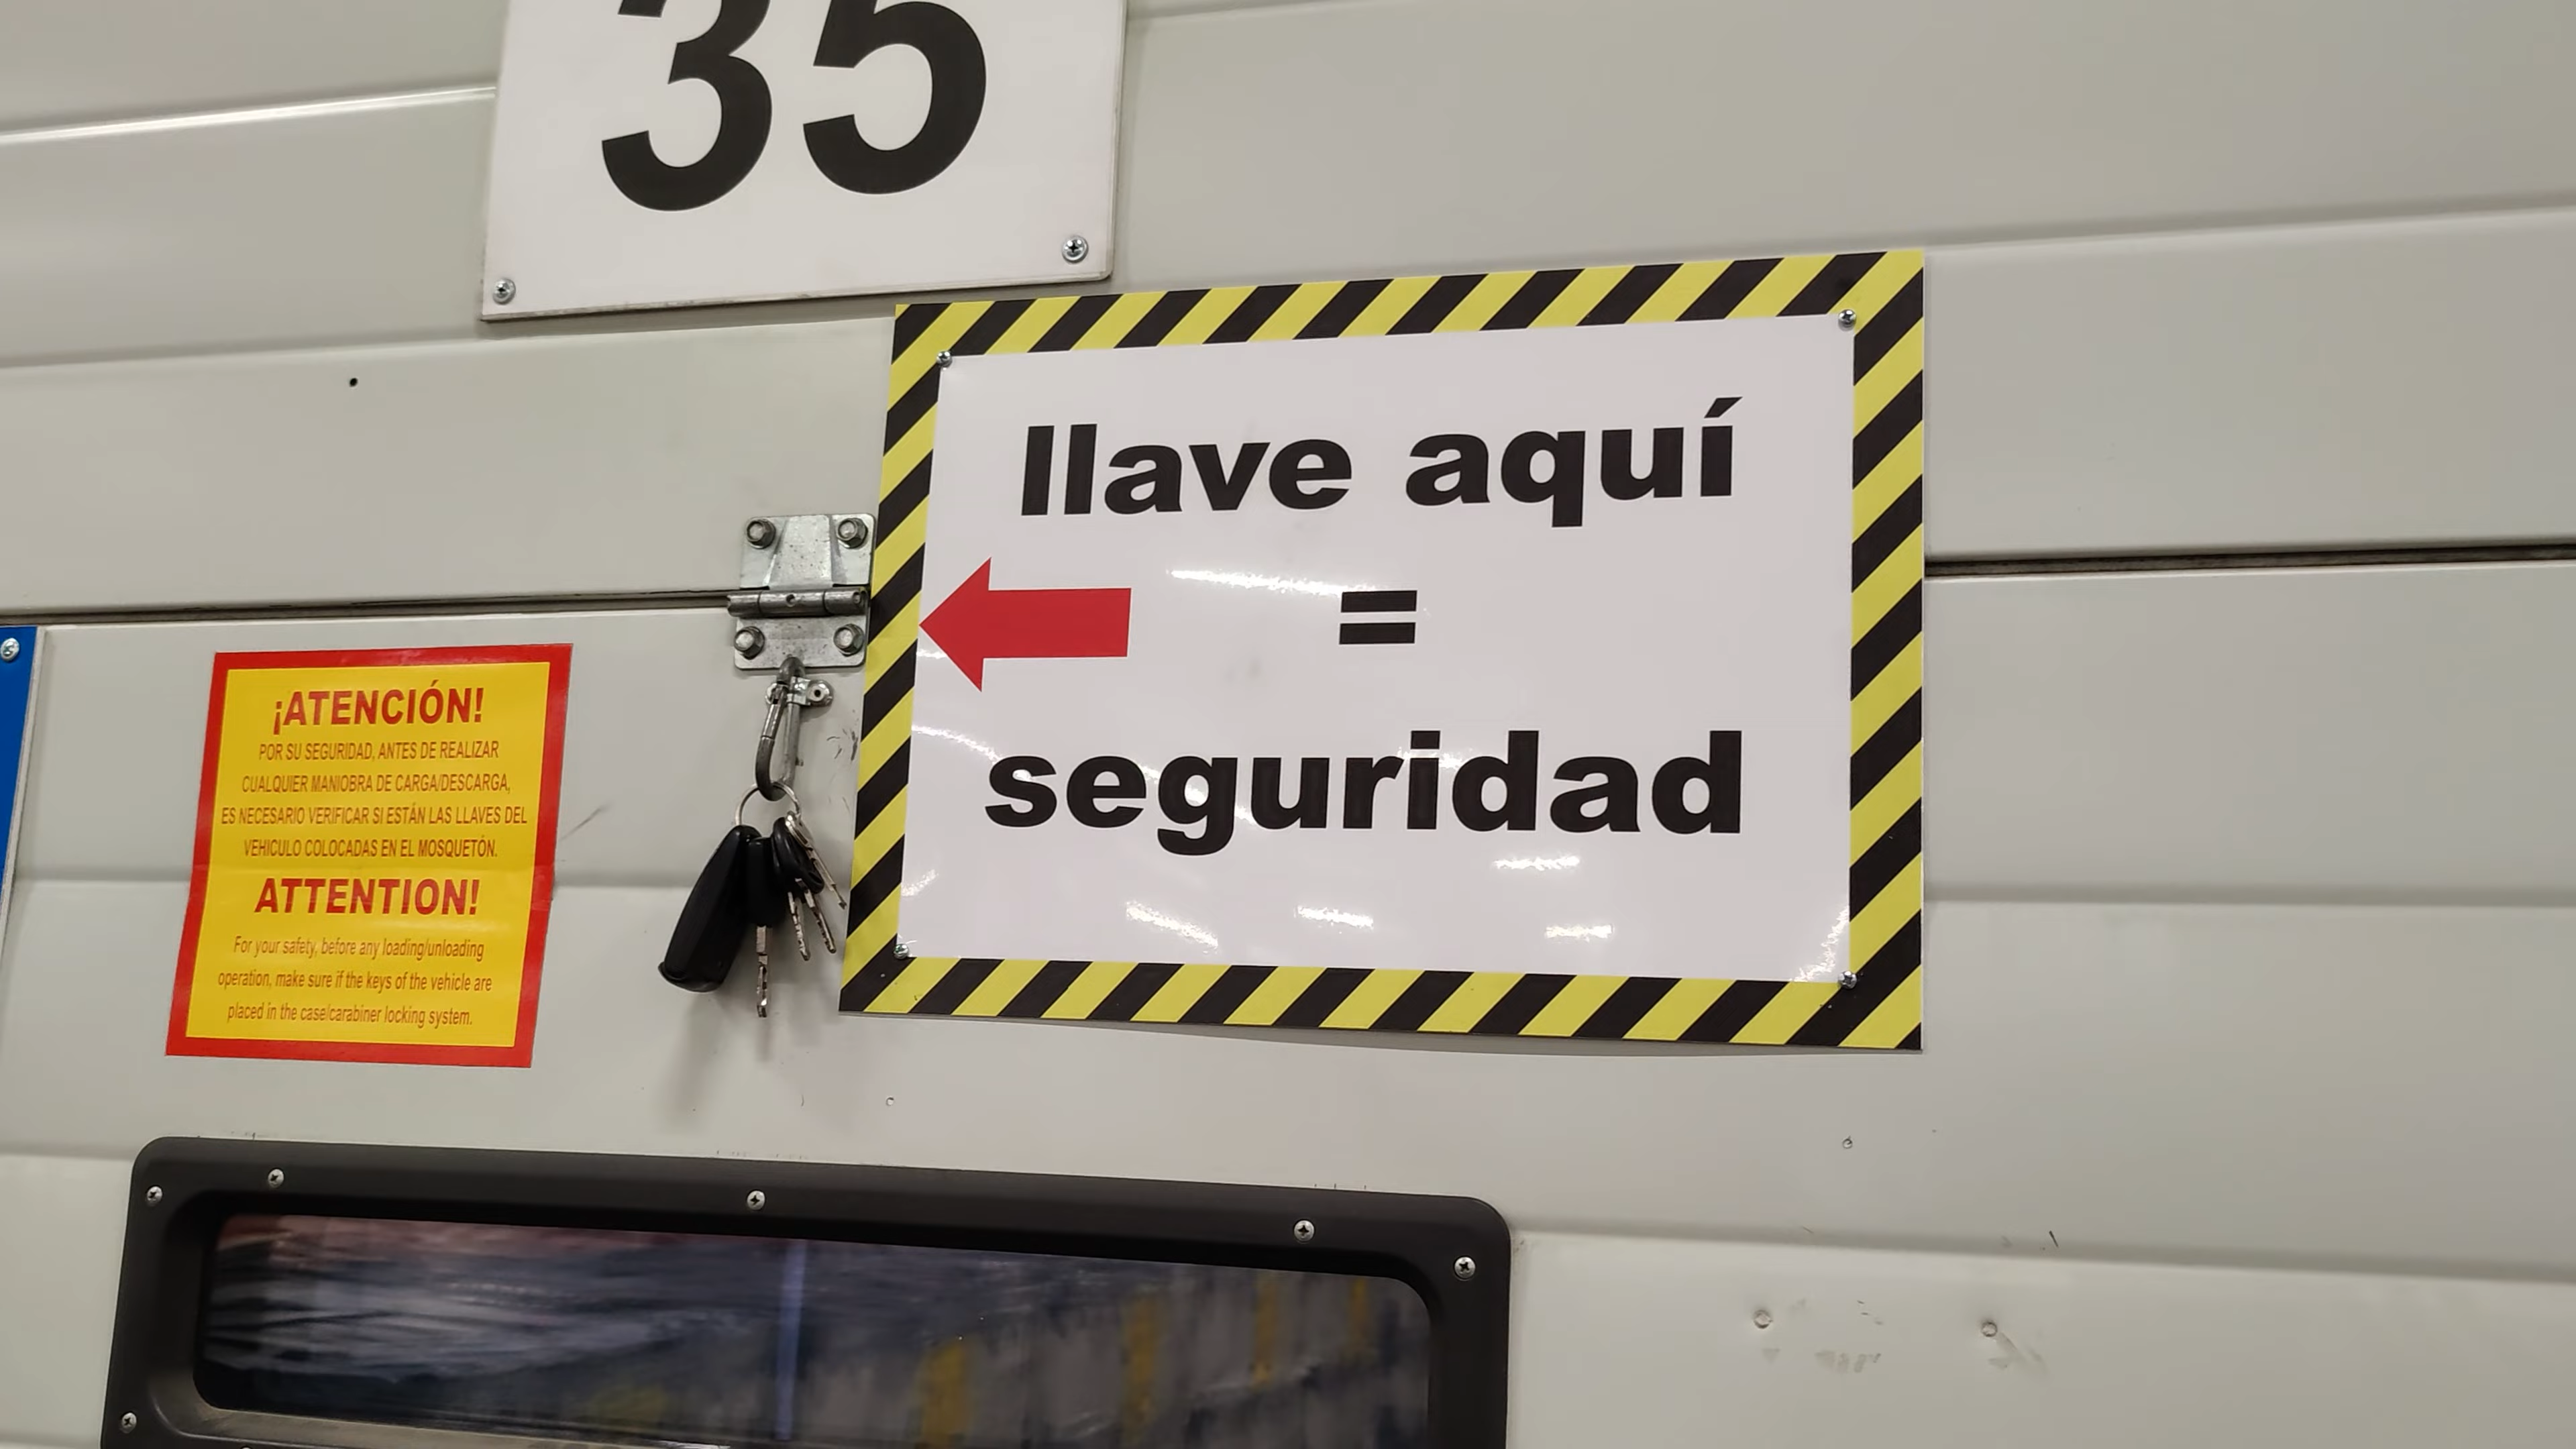 35
llave aquí
=
seguridad
¡ATENCIÓN!
POR SU SEGURIDAD, ANTES DE REALIZAR
CUALQUIER MANIOBRA DE CARGA/DESCARGA,
ES NECESARIO VERIFICAR SI ESTÁN LAS LLAVES DEL
VEHICULO COLOCADAS EN EL MOSQUETÓN.
ATTENTION!
For your safety, before any loading/unloading
operation, make sure if the keys of the vehicle are
placed in the case/carabiner locking system.